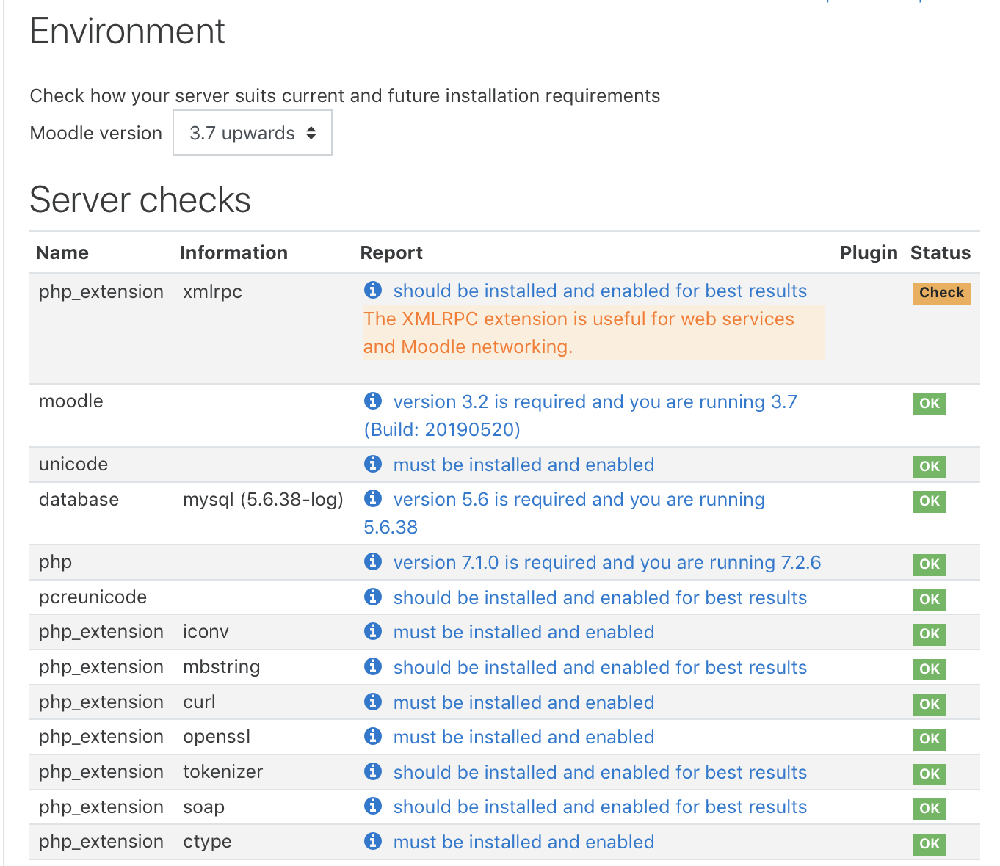 Environment
Check how your server suits current and future installation requirements
Moodle version 3.7 upwards
Server checks
Name Information Report Plugin Status
php_extension xmlrpc should be installed and enabled for best results Check
The XMLRPC extension is useful for web services
and Moodle networking.
moodle version 3.2 is required and you are running 3.7 OK
(Build: 20190520)
unicode must be installed and enabled OK
database mysql (5.6.38-log) version 5.6 is required and you are running OK
5.6.38
php version 7.1.0 is required and you are running 7.2.6 OK
pcreunicode should be installed and enabled for best results OK
php_extension iconv must be installed and enabled OK
php_extension mbstring should be installed and enabled for best results OK
php_extension curl must be installed and enabled OK
php_extension openssl must be installed and enabled OK
php_extension tokenizer should be installed and enabled for best results OK
php_extension soap should be installed and enabled for best results OK
php_extension ctype must be installed and enabled OK